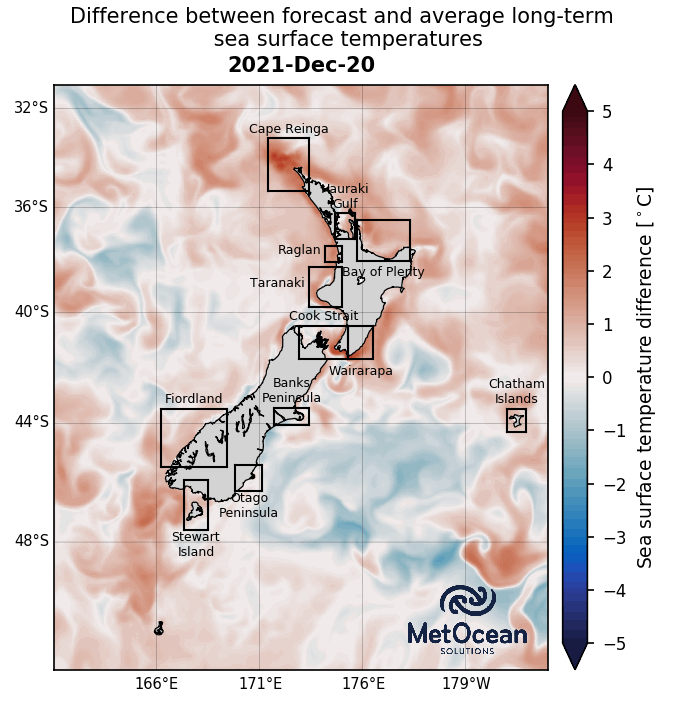 Difference between forecast and average long-term
sea surface temperatures
2021-Dec-20
32°S
36°S
40°S
44°S
48°S
166°E
171°E
176°E
179°W
Cape Reinga
Hauraki
Gulf
Raglan
Bay of Plenty
Taranaki
Cook Strait
Wairarapa
Banks
Peninsula
Fiordland
Chatham
Islands
Otago
Peninsula
Stewart
Island
MetOcean
SOLUTIONS
5
4
3
2
1
0
−1
−2
−3
−4
−5
Sea surface temperature difference [°C]